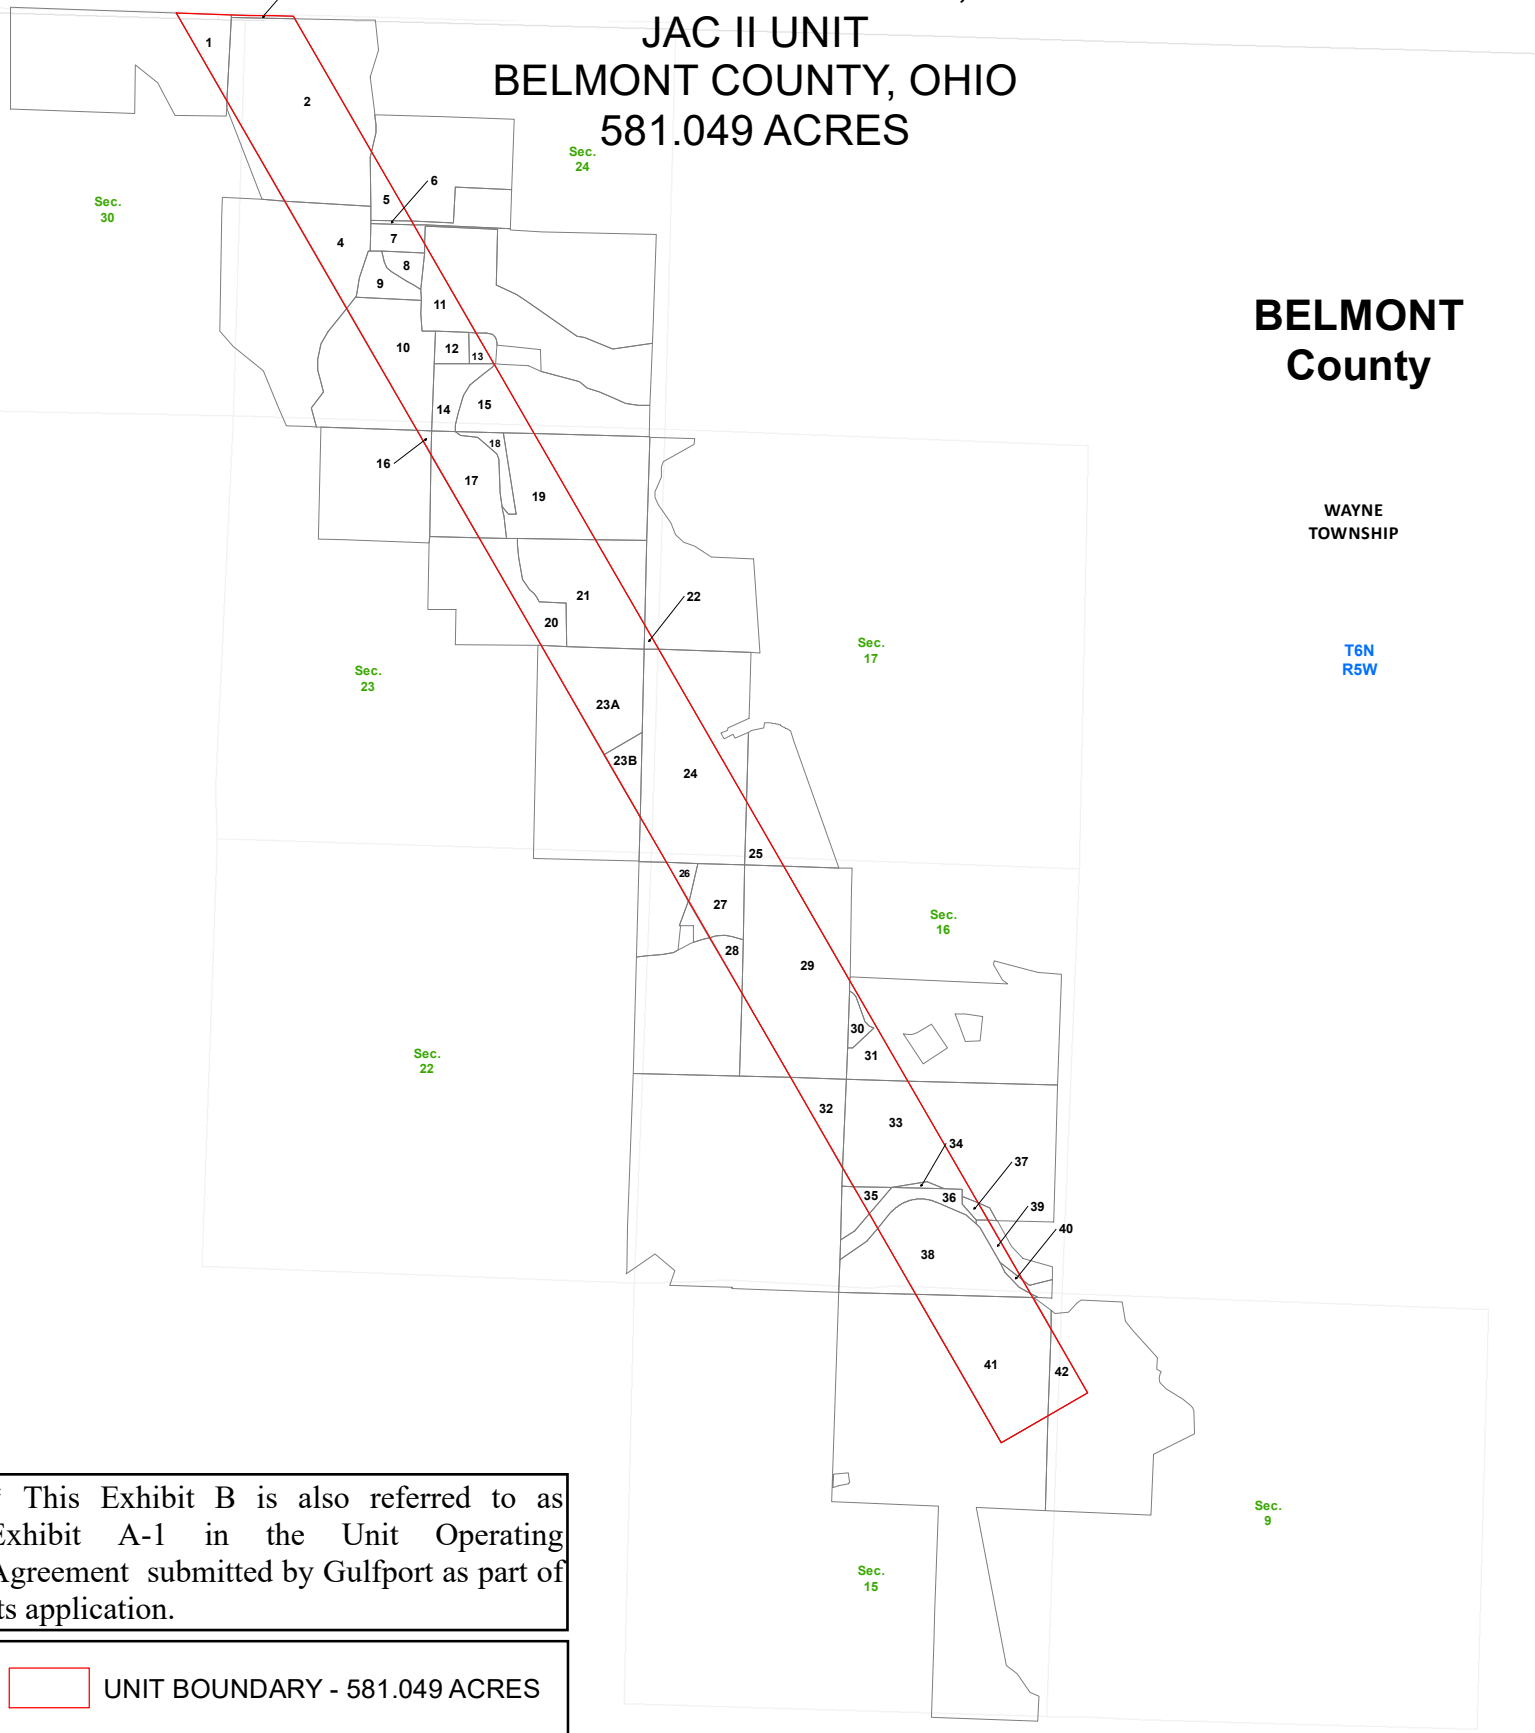 JAC II UNIT
BELMONT COUNTY, OHIO
581.049 ACRES
1
2
Sec.
24
6
5
Sec.
30
4
7
8
9
11
10
12
13
BELMONT
County
14
15
16
18
17
19
WAYNE
TOWNSHIP
21
22
20
Sec.
17
T6N
R5W
Sec.
23
23A
23B
24
25
26
27
28
29
Sec.
16
30
31
Sec.
22
32
33
34
37
35
36
39
40
38
41
42
This Exhibit B is also referred to as
Exhibit A-1 in the Unit Operating
Agreement submitted by Gulfport as part of
its application.
Sec.
9
Sec.
15
UNIT BOUNDARY - 581.049 ACRES